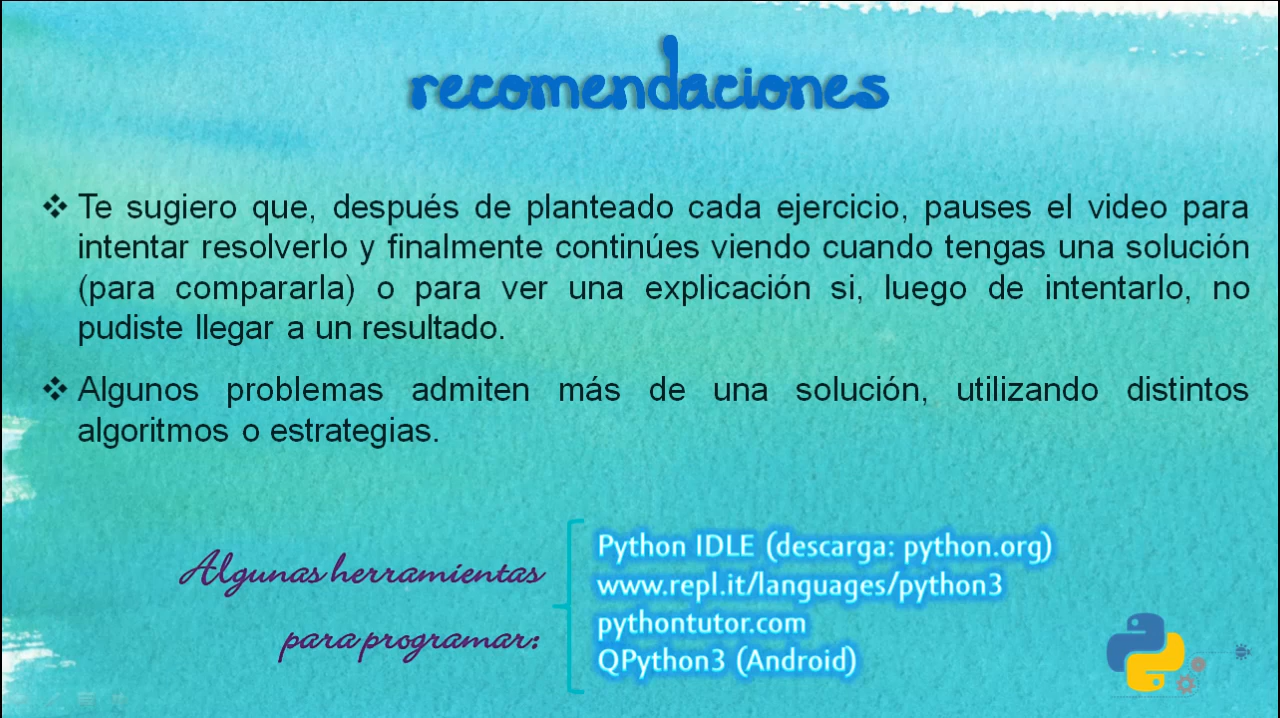 recomendaciones
❖ Te sugiero que, después de planteado cada ejercicio, pauses el video para
intentar resolverlo y finalmente continúes viendo cuando tengas una solución
(para compararla) o para ver una explicación si, luego de intentarlo, no
pudiste llegar a un resultado.
❖ Algunos problemas admiten más de una solución, utilizando distintos
algoritmos o estrategias.
Algunas herramientas
para programar:
Python IDLE (descarga: python.org)
www.repl.it/languages/python3
pythontutor.com
QPython3 (Android)